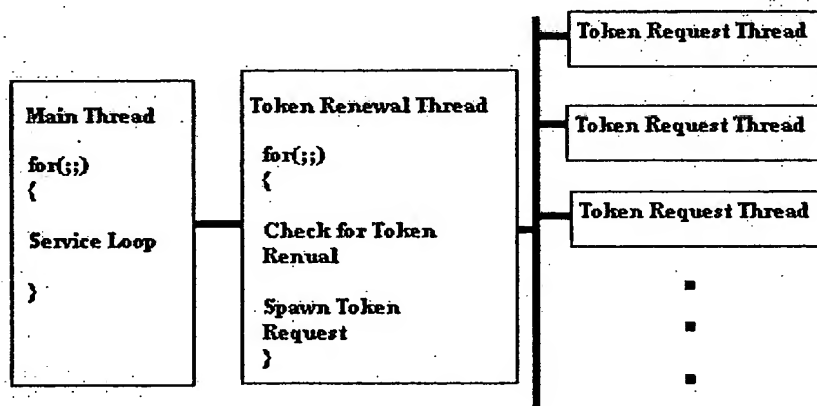 Main Thread
for(;;)
{
Service Loop
}
Token Renewal Thread
for(;;)
{
Check for Token
Renual
Spawn Token
Request
}
Token Request Thread
Token Request Thread
Token Request Thread